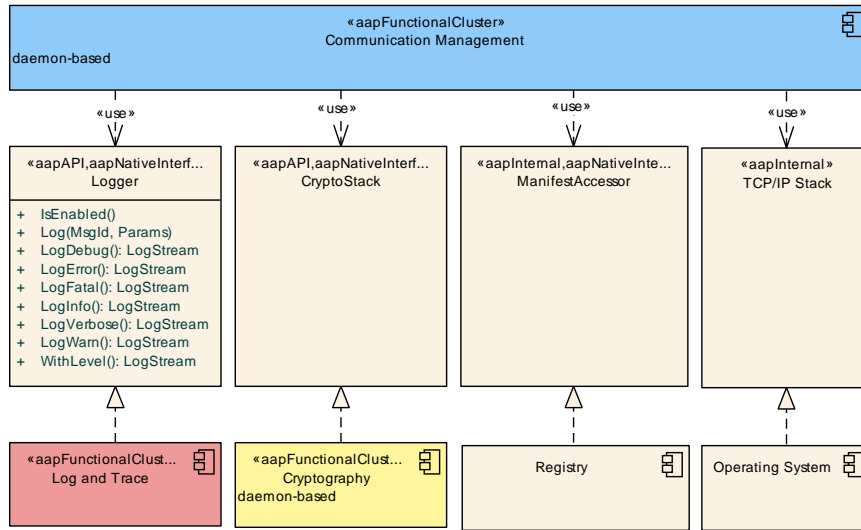 «aapFunctionalCluster»
Communication Management
daemon-based
«use»
«use»
«use»
«use»
«aapAPI,aapNativeInterf...
Logger
+ IsEnabled()
+ Log(MsgId, Params)
+ LogDebug(): LogStream
+ LogError(): LogStream
+ LogFatal(): LogStream
+ LogInfo(): LogStream
+ LogVerbose(): LogStream
+ LogWarn(): LogStream
+ WithLevel(): LogStream
«aapAPI,aapNativeInterf...
CryptoStack
«aapInternal,aapNativeInte...
ManifestAccessor
«aapInternal»
TCP/IP Stack
«aapFunctionalClust...
Log and Trace
«aapFunctionalClust...
Cryptography
daemon-based
Registry
Operating System